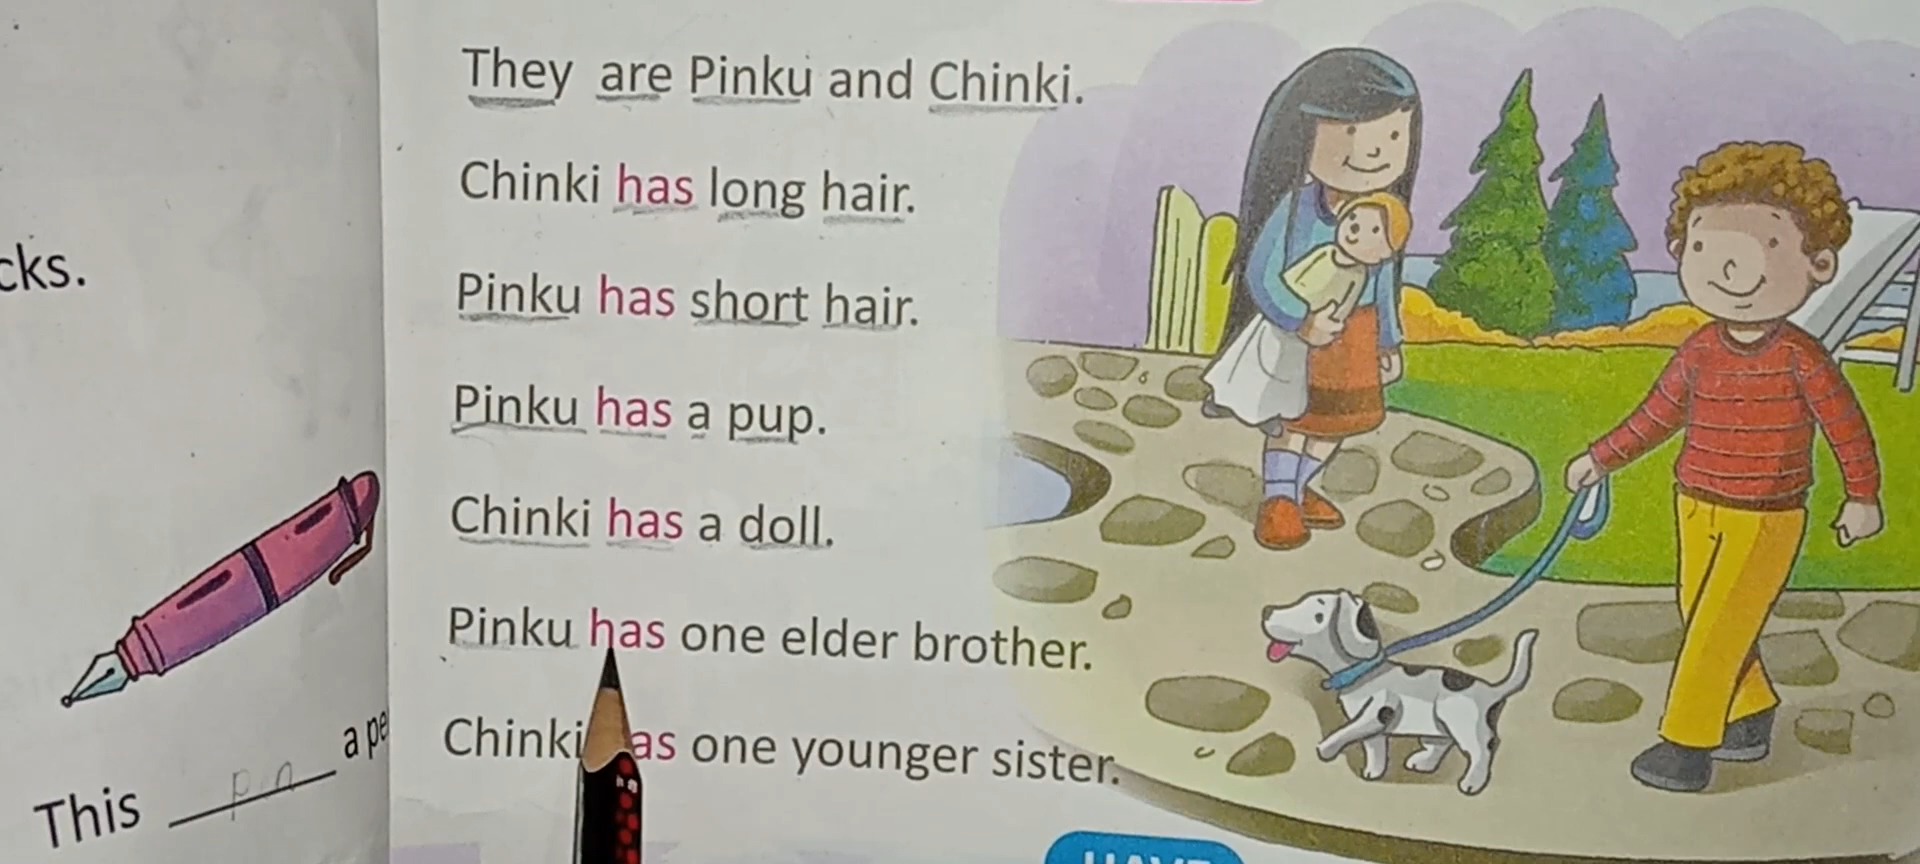 They are Pinku and Chinki.
Chinki has long hair.
Pinku has short hair.
Pinku has a pup.
Chinki has a doll.
Pinku has one elder brother.
Chinki has one younger sister.
cks.
This a